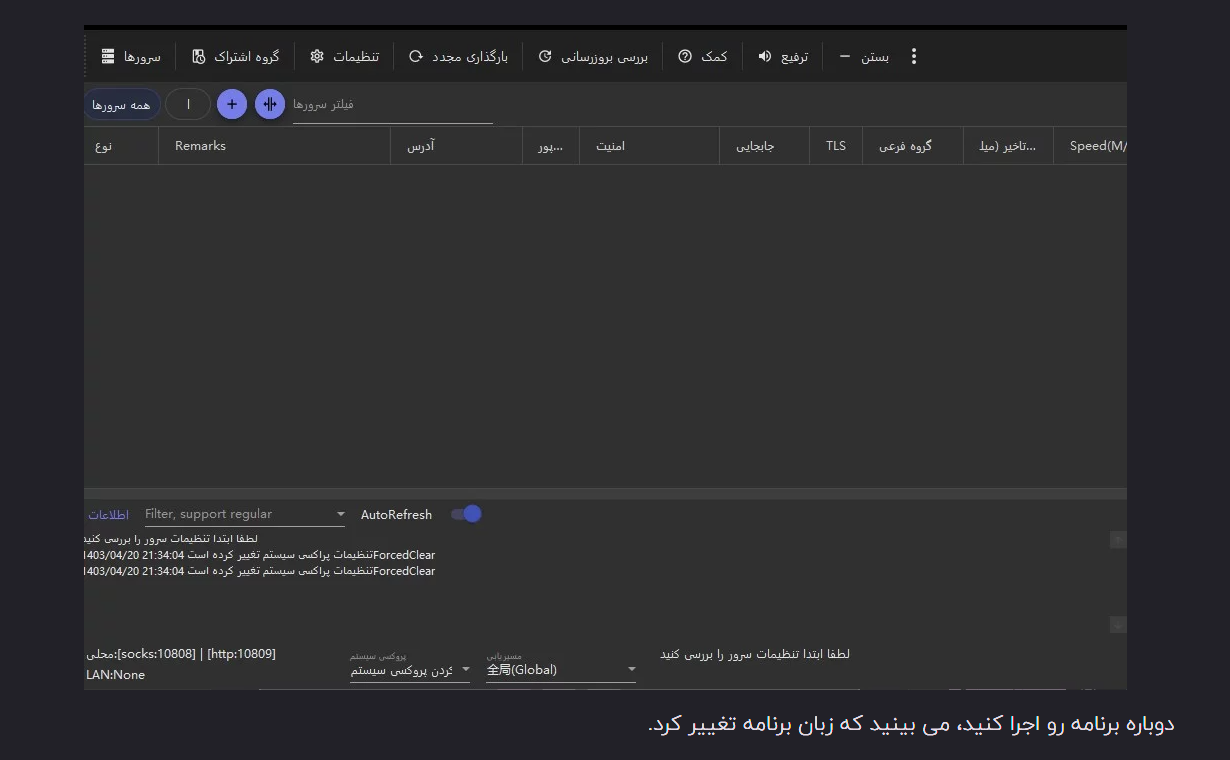 سرورها گروه اشتراک تنظیمات بارگذاری مجدد بررسی بروزرسانی کمک ترفیع بستن
همه سرورها ا فیلتر سرورها
نوع Remarks آدرس پور... امنیت جابجایی TLS گروه فرعی تاخیر (میل... Speed(M/
اطلاعات Filter, support regular AutoRefresh
لطفا ابتدا تنظیمات سرور را بررسی کنید
1403/04/20 21:34:04 تنظیمات پراکسی سیستم تغییر کرده استForcedClear
1403/04/20 21:34:04 تنظیمات پراکسی سیستم تغییر کرده استForcedClear
محلی:[socks:10808] | [http:10809] پروکسی سیستم مسیریابی لطفا ابتدا تنظیمات سرور را بررسی کنید
LAN:None کردن پروکسی سیستم 全局(Global)
دوباره برنامه رو اجرا کنید، می بینید که زبان برنامه تغییر کرد.